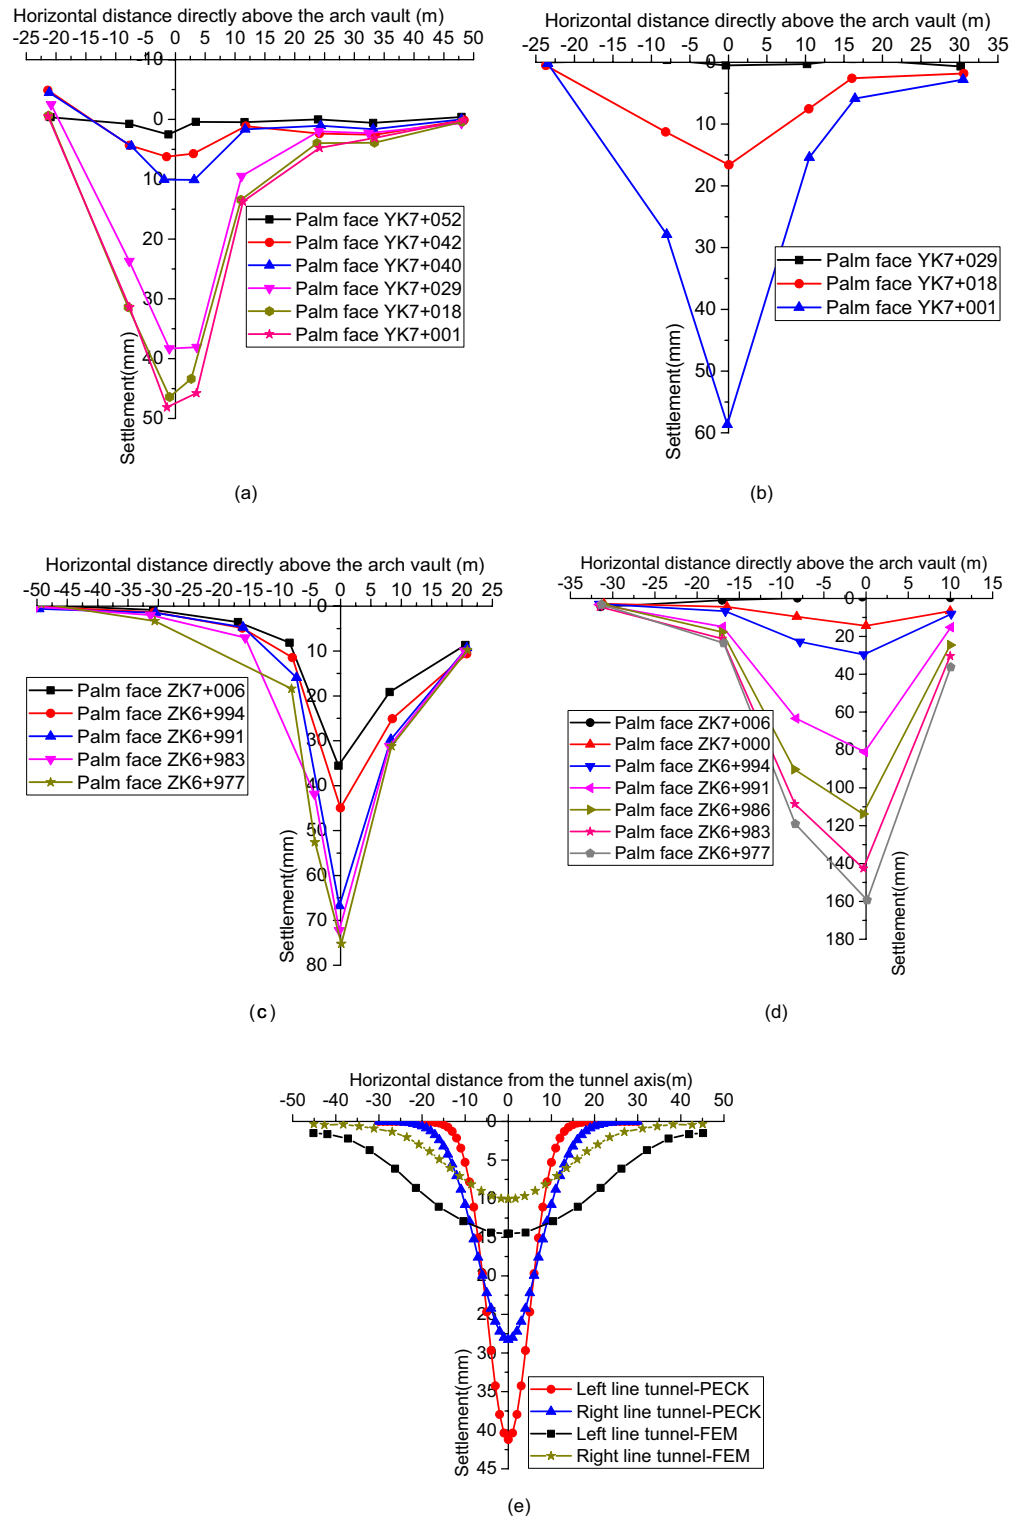 Horizontal distance directly above the arch vault (m)
-25 -20 -15 -10 -5 0 5 10 15 20 25 30 35 40 45 50
-10
0
10
20
30
40
50
Settlement(mm)
Palm face YK7+052
Palm face YK7+042
Palm face YK7+040
Palm face YK7+029
Palm face YK7+018
Palm face YK7+001
(a)
Horizontal distance directly above the arch vault (m)
-25 -20 -15 -10 -5 0 5 10 15 20 25 30 35
0
10
20
30
40
50
60
Settlement(mm)
Palm face YK7+029
Palm face YK7+018
Palm face YK7+001
(b)
Horizontal distance directly above the arch vault (m)
-50 -45 -40 -35 -30 -25 -20 -15 -10 -5 0 5 10 15 20 25
0
10
20
30
40
50
60
70
80
Settlement(mm)
Palm face ZK7+006
Palm face ZK6+994
Palm face ZK6+991
Palm face ZK6+983
Palm face ZK6+977
(c)
Horizontal distance directly above the arch vault (m)
-35 -30 -25 -20 -15 -10 -5 0 5 10 15
0
20
40
60
80
100
120
140
160
180
Settlement(mm)
Palm face ZK7+006
Palm face ZK7+000
Palm face ZK6+994
Palm face ZK6+991
Palm face ZK6+986
Palm face ZK6+983
Palm face ZK6+977
(d)
Horizontal distance from the tunnel axis(m)
-50 -40 -30 -20 -10 0 10 20 30 40 50
0
5
10
15
20
25
30
35
40
45
Settlement(mm)
Left line tunnel-PECK
Right line tunnel-PECK
Left line tunnel-FEM
Right line tunnel-FEM
(e)